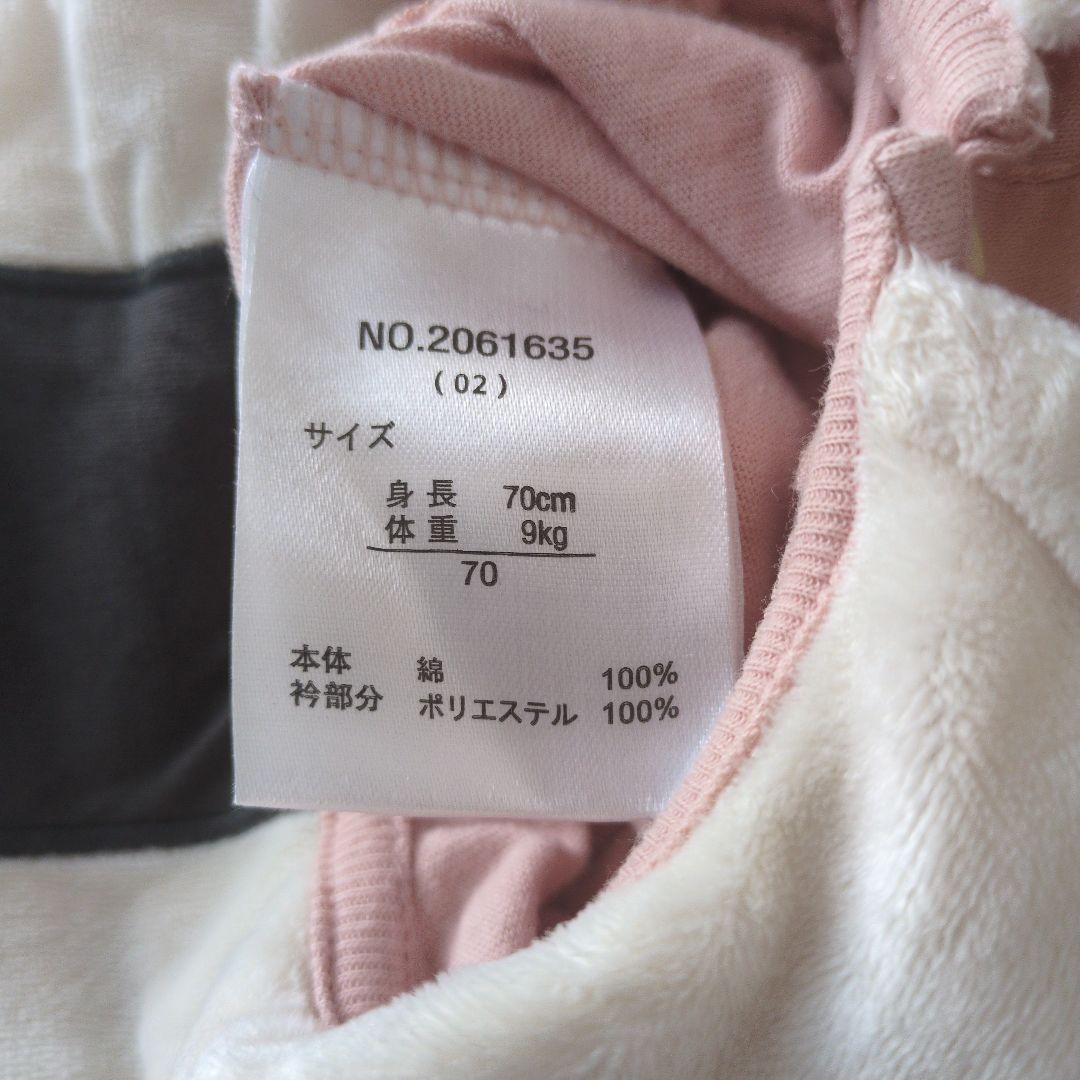 NO.2061635
(02)
サイズ
身長 70cm
体重 9kg
70
本体 綿 100%
衿部分 ポリエステル 100%